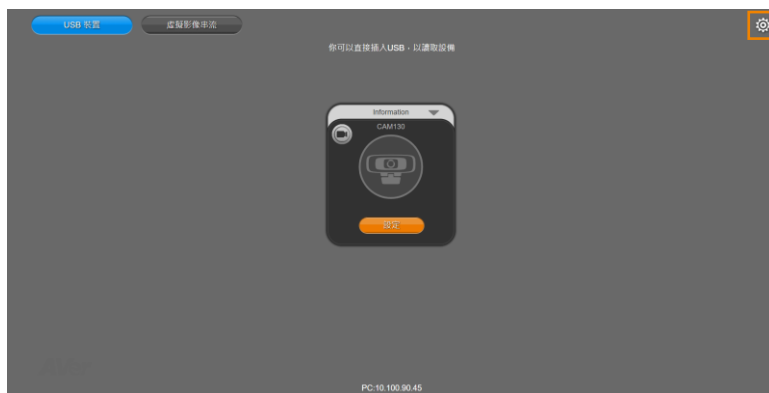 USB 裝置
虛擬影像串流
你可以直接插入USB，以讀取設備
Information
CAM130
設定
PC:10.100.90.45